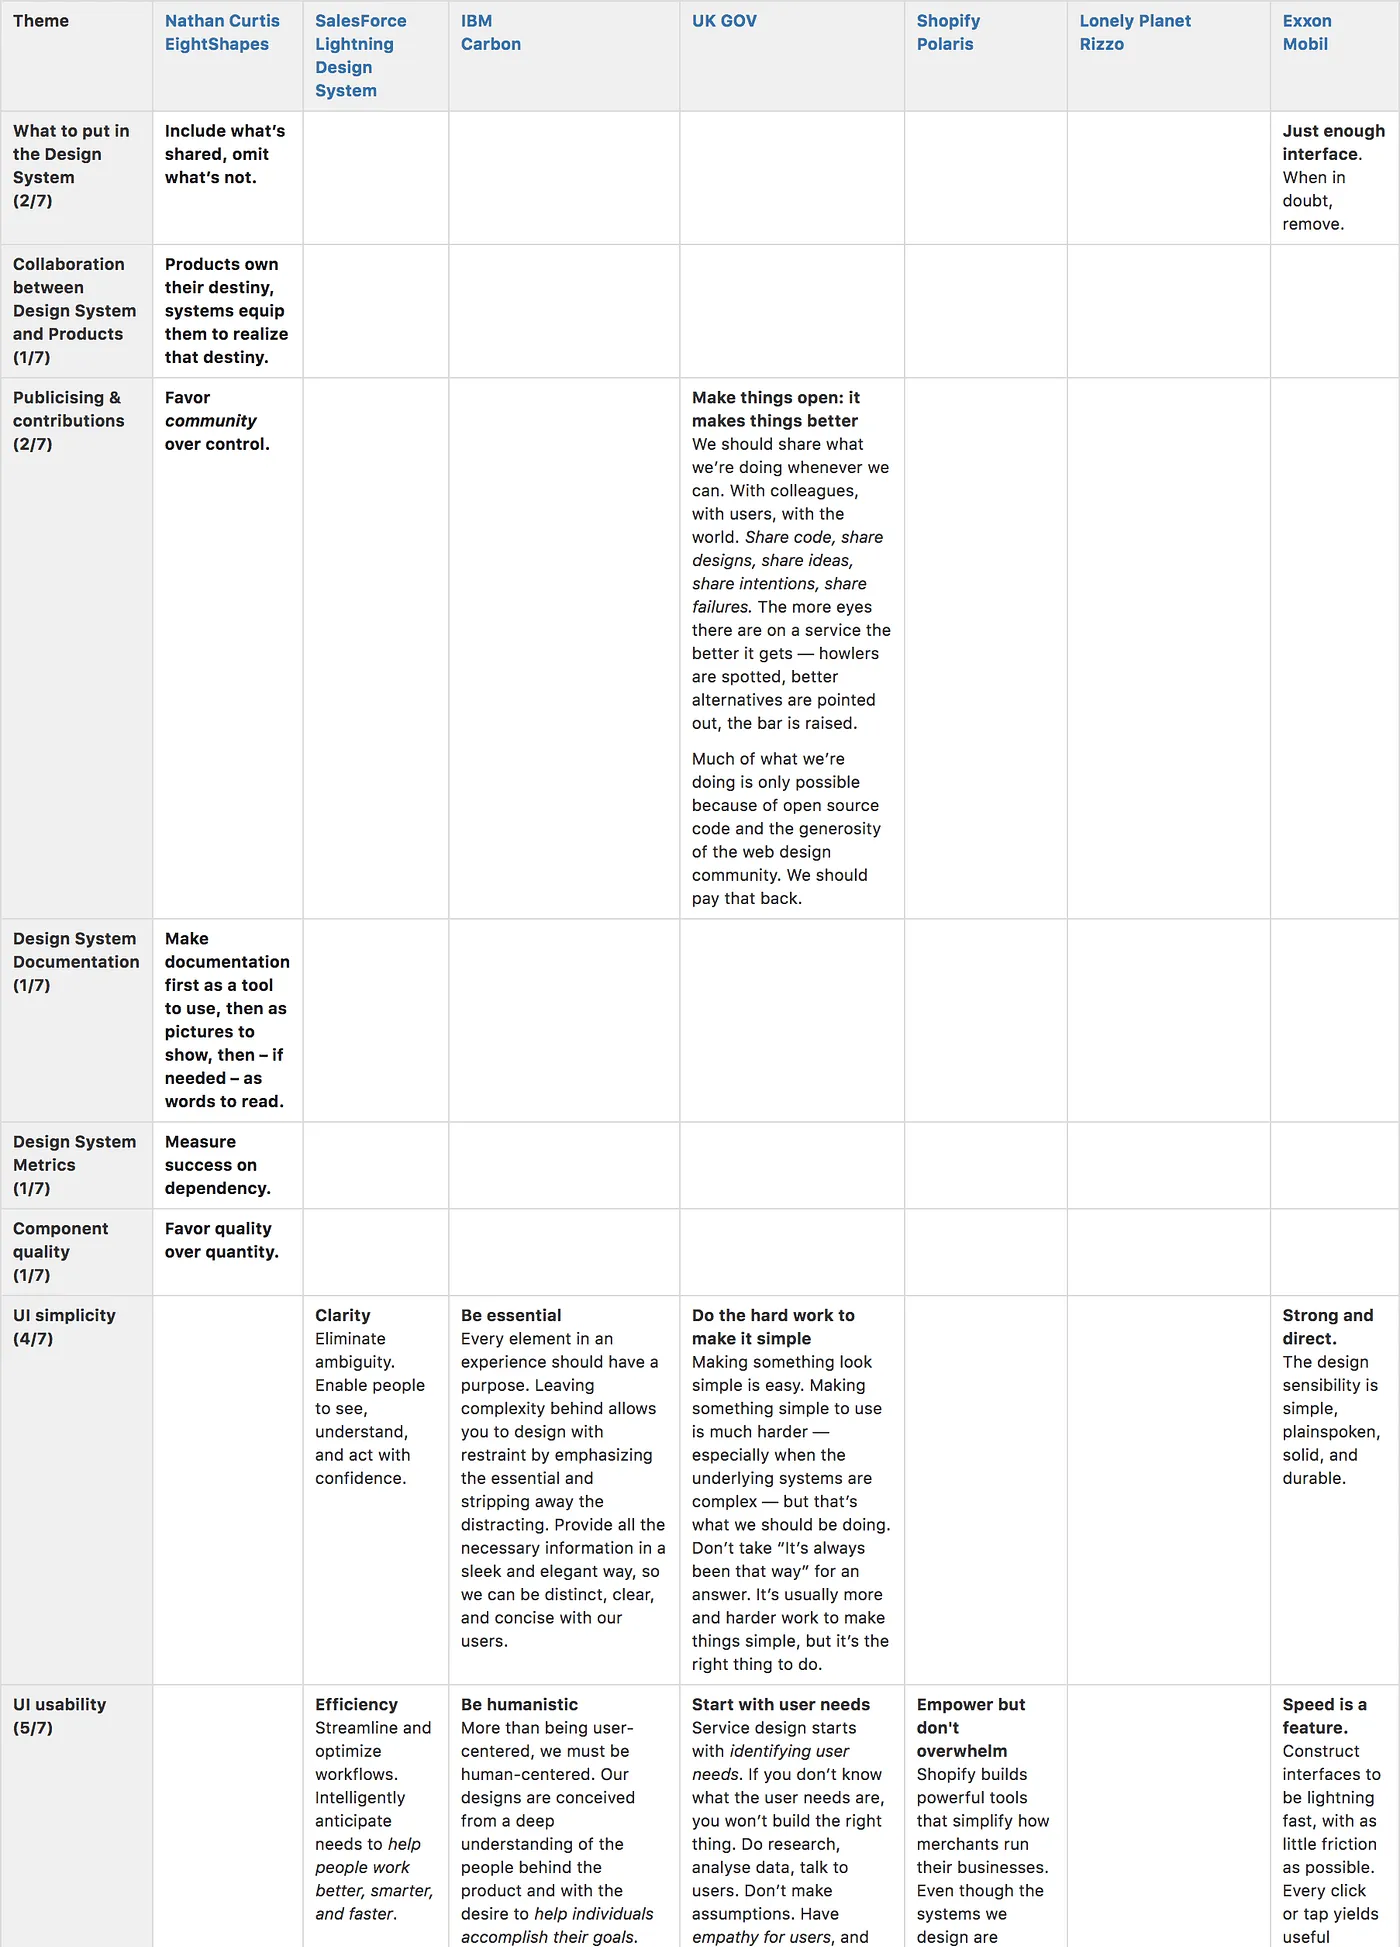 Theme
Nathan Curtis
EightShapes
SalesForce
Lightning
Design
System
IBM
Carbon
UK GOV
Shopify
Polaris
Lonely Planet
Rizzo
Exxon
Mobil
What to put in
the Design
System
(2/7)
Include what’s
shared, omit
what’s not.
Just enough
interface.
When in
doubt,
remove.
Collaboration
between
Design System
and Products
(1/7)
Products own
their destiny,
systems equip
them to realize
that destiny.
Publicising &
contributions
(2/7)
Favor
community
over control.
Make things open: it
makes things better
We should share what
we’re doing whenever we
can. With colleagues,
with users, with the
world. Share code, share
designs, share ideas,
share intentions, share
failures. The more eyes
there are on a service the
better it gets — howlers
are spotted, better
alternatives are pointed
out, the bar is raised.
Much of what we’re
doing is only possible
because of open source
code and the generosity
of the web design
community. We should
pay that back.
Design System
Documentation
(1/7)
Make
documentation
first as a tool
to use, then as
pictures to
show, then – if
needed – as
words to read.
Design System
Metrics
(1/7)
Measure
success on
dependency.
Component
quality
(1/7)
Favor quality
over quantity.
UI simplicity
(4/7)
Clarity
Eliminate
ambiguity.
Enable people
to see,
understand,
and act with
confidence.
Be essential
Every element in an
experience should have a
purpose. Leaving
complexity behind allows
you to design with
restraint by emphasizing
the essential and
stripping away the
distracting. Provide all the
necessary information in a
sleek and elegant way, so
we can be distinct, clear,
and concise with our
users.
Do the hard work to
make it simple
Making something look
simple is easy. Making
something simple to use
is much harder —
especially when the
underlying systems are
complex — but that’s
what we should be doing.
Don’t take “It’s always
been that way” for an
answer. It’s usually more
and harder work to make
things simple, but it’s the
right thing to do.
Strong and
direct.
The design
sensibility is
simple,
plainspoken,
solid, and
durable.
UI usability
(5/7)
Efficiency
Streamline and
optimize
workflows.
Intelligently
anticipate
needs to help
people work
better, smarter,
and faster.
Be humanistic
More than being user-
centered, we must be
human-centered. Our
designs are conceived
from a deep
understanding of the
people behind the
product and with the
desire to help individuals
accomplish their goals.
Start with user needs
Service design starts
with identifying user
needs. If you don’t know
what the user needs are,
you won’t build the right
thing. Do research,
analyse data, talk to
users. Don’t make
assumptions. Have
empathy for users, and
Empower but
don't
overwhelm
Shopify builds
powerful tools
that simplify how
merchants run
their businesses.
Even though the
systems we
design are
Speed is a
feature.
Construct
interfaces to
be lightning
fast, with as
little friction
as possible.
Every click
or tap yields
useful